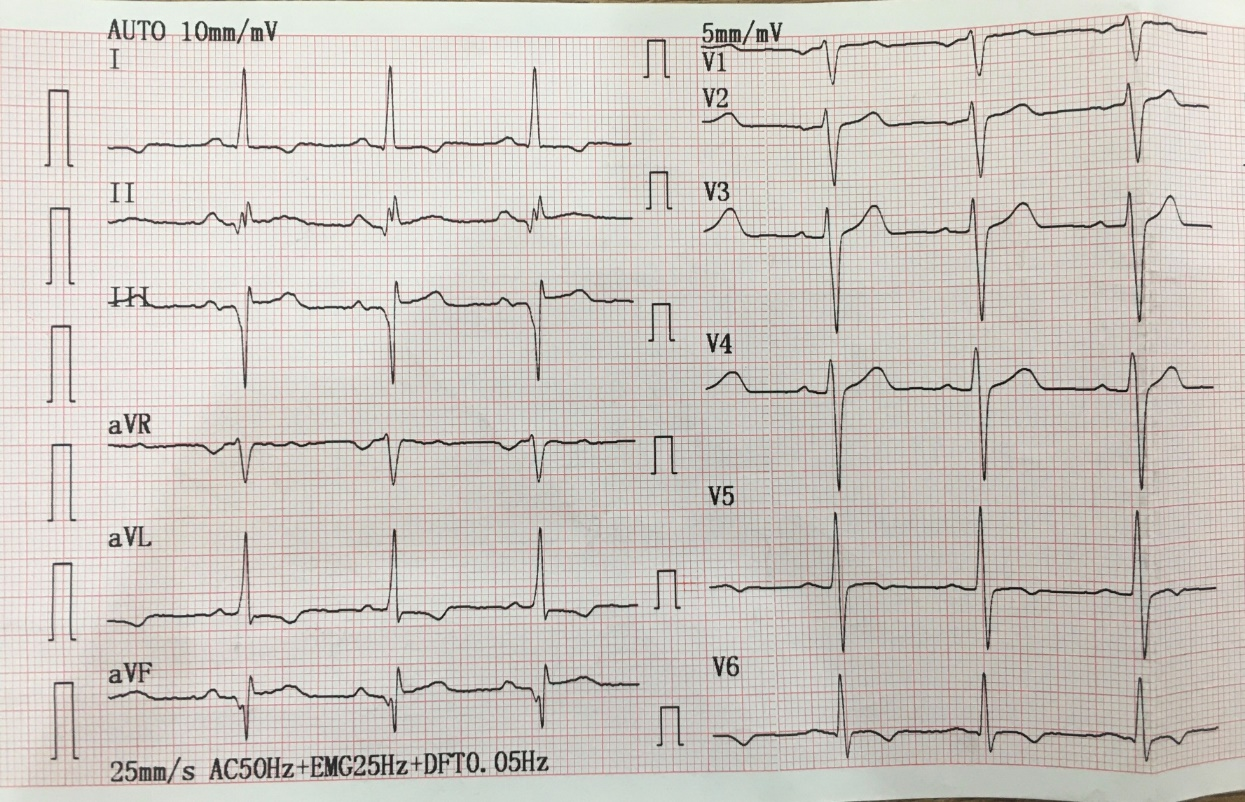 AUTO 10mm/mV
I
II
III
aVR
aVL
aVF
25mm/s AC50Hz+EMG25Hz+DFT0.05Hz
5mm/mV
V1
V2
V3
V4
V5
V6